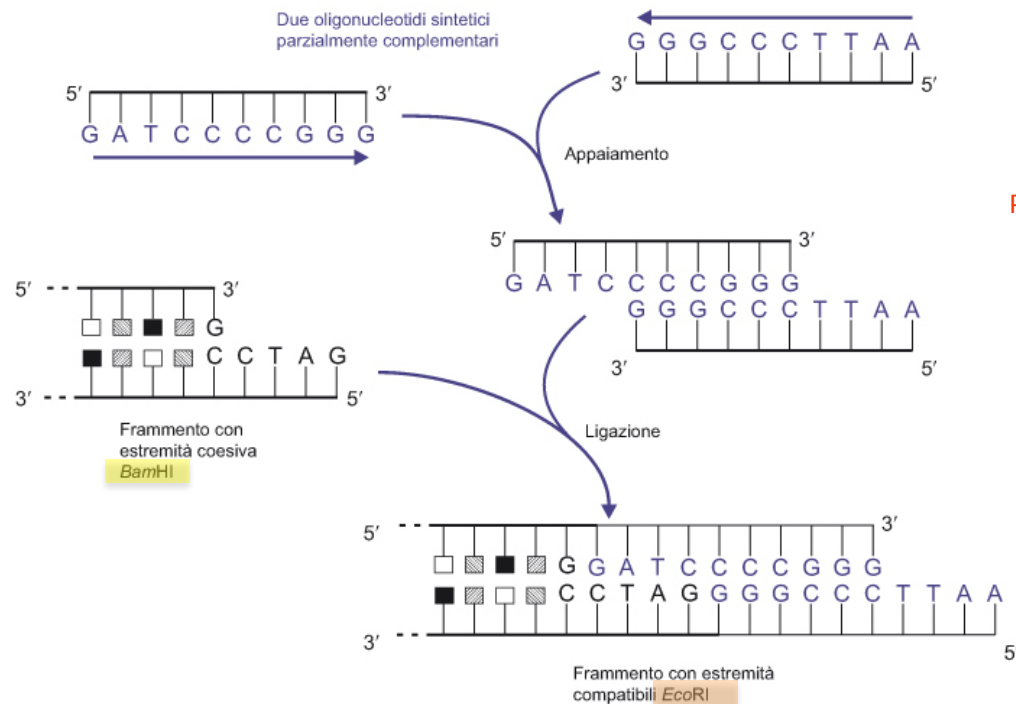 Due oligonucleotidi sintetici
parzialmente complementari
G G G C C C T T A A
3′ 5′
5′ 3′
G A T C C C C G G G
Appaiamento
5′ 3′
G A T C C C C G G G
G G G C C C T T A A
3′ 5′
5′ 3′
G
C C T A G
3′ 5′
Frammento con
estremità coesiva
BamHI
Ligazione
5′ 3′
G G A T C C C C G G G
C C T A G G G G C C C T T A A
3′ 5
Frammento con estremità
compatibili EcoRI